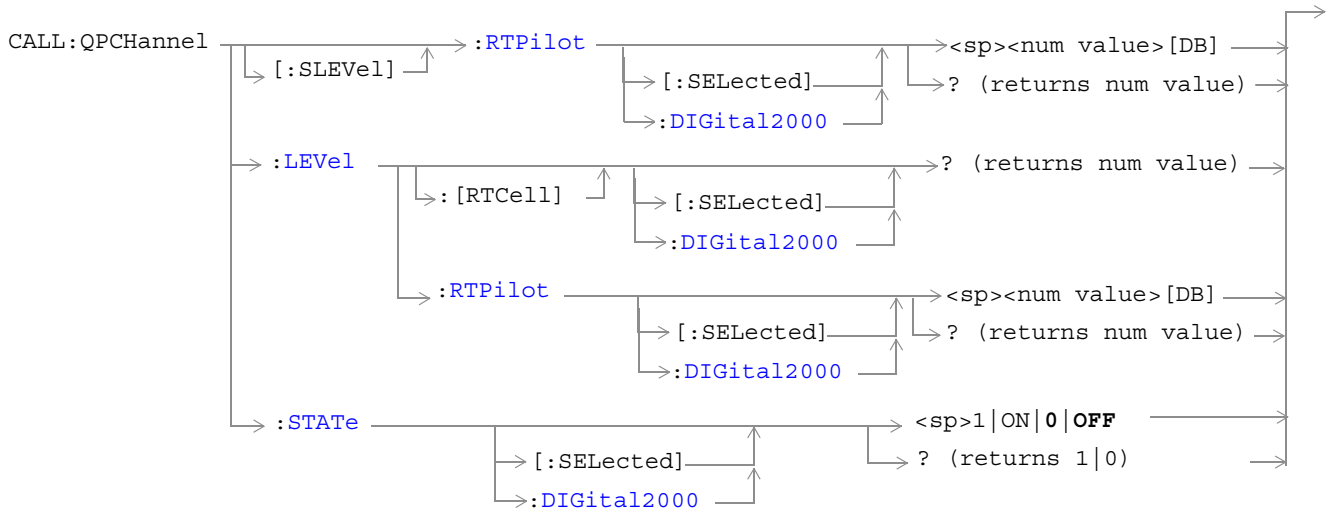 CALL:QPCHannel :RTPilot <sp><num value>[DB]
[:SLEVel] [:SELected] ? (returns num value)
:DIGital2000
:LEVel ? (returns num value)
:[RTCell] [:SELected]
:DIGital2000
:RTPilot <sp><num value>[DB]
[:SELected] ? (returns num value)
:DIGital2000
:STATe <sp>1|ON|0|OFF
[:SELected] ? (returns 1|0)
:DIGital2000